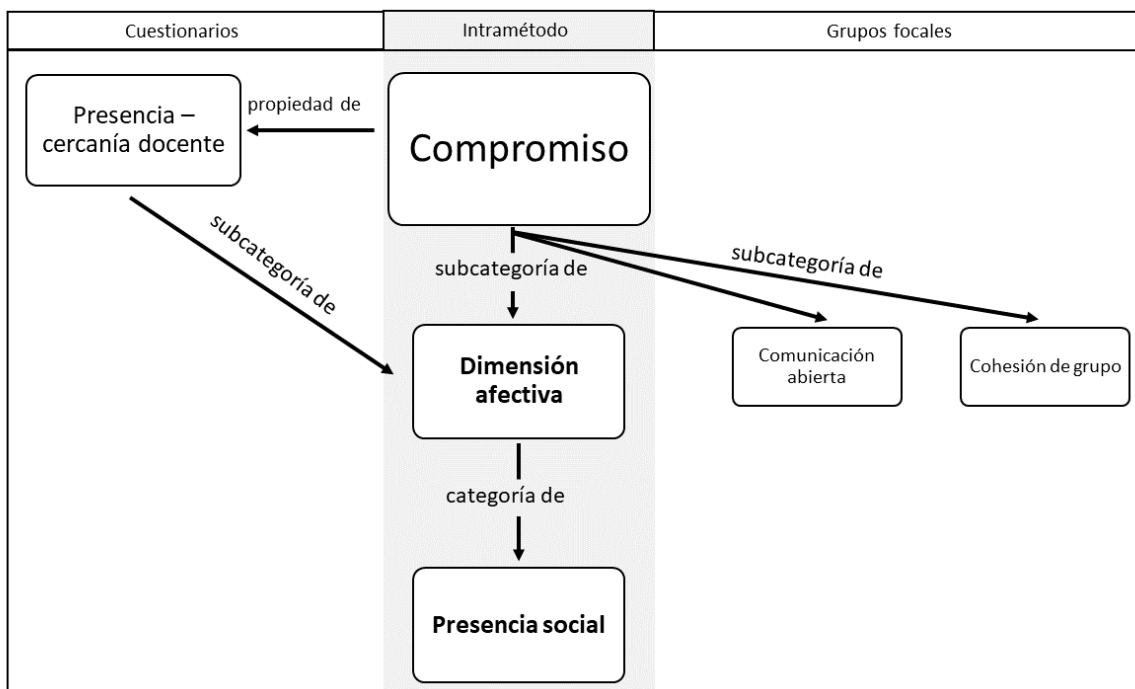 Cuestionarios
Intramétodo
Grupos focales
Presencia –
cercanía docente
propiedad de
Compromiso
subcategoría de
subcategoría de
subcategoría de
Dimensión
afectiva
Comunicación
abierta
Cohesión de grupo
categoría de
Presencia social